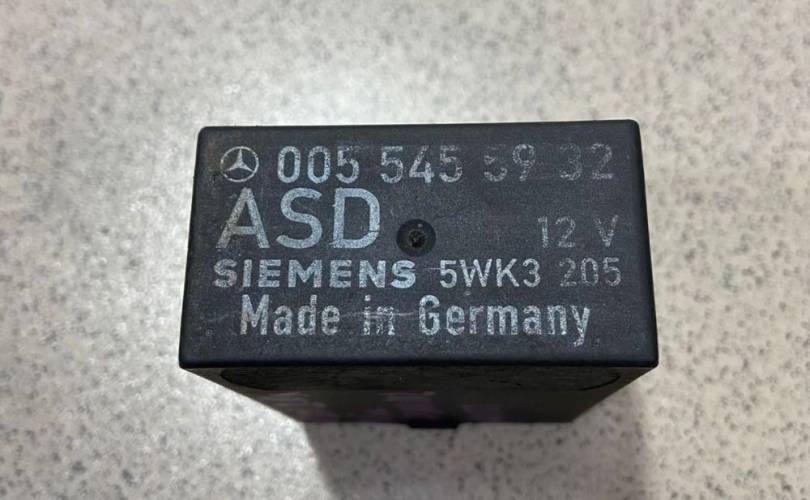 005 545 59 32
ASD
12 V
SIEMENS 5WK3 205
Made in Germany